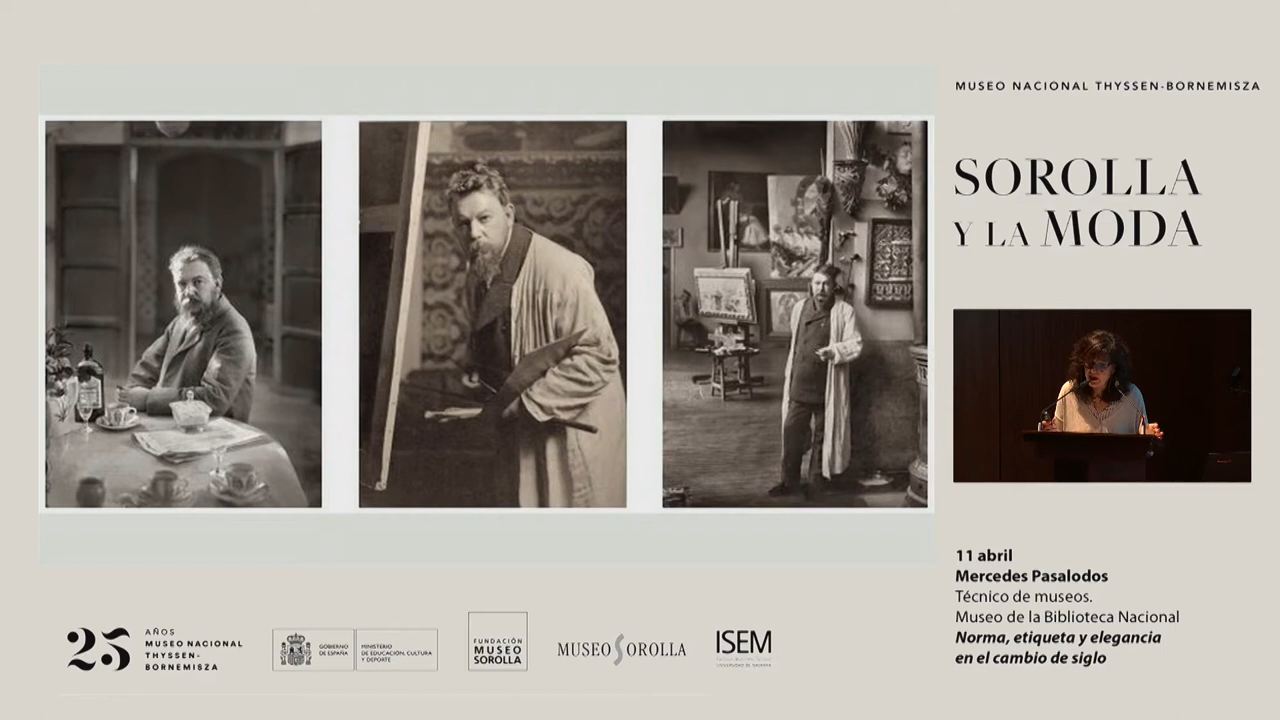 MUSEO NACIONAL THYSSEN-BORNEMISZA
SOROLLA
Y LA MODA
11 abril
Mercedes Pasalodos
Técnico de museos.
Museo de la Biblioteca Nacional
Norma, etiqueta y elegancia
en el cambio de siglo
25
AÑOS
MUSEO NACIONAL
THYSSEN-
BORNEMISZA
GOBIERNO
DE ESPAÑA
MINISTERIO
DE EDUCACIÓN, CULTURA
Y DEPORTE
FUNDACIÓN
MUSEO
SOROLLA
MUSEO SOROLLA
ISEM